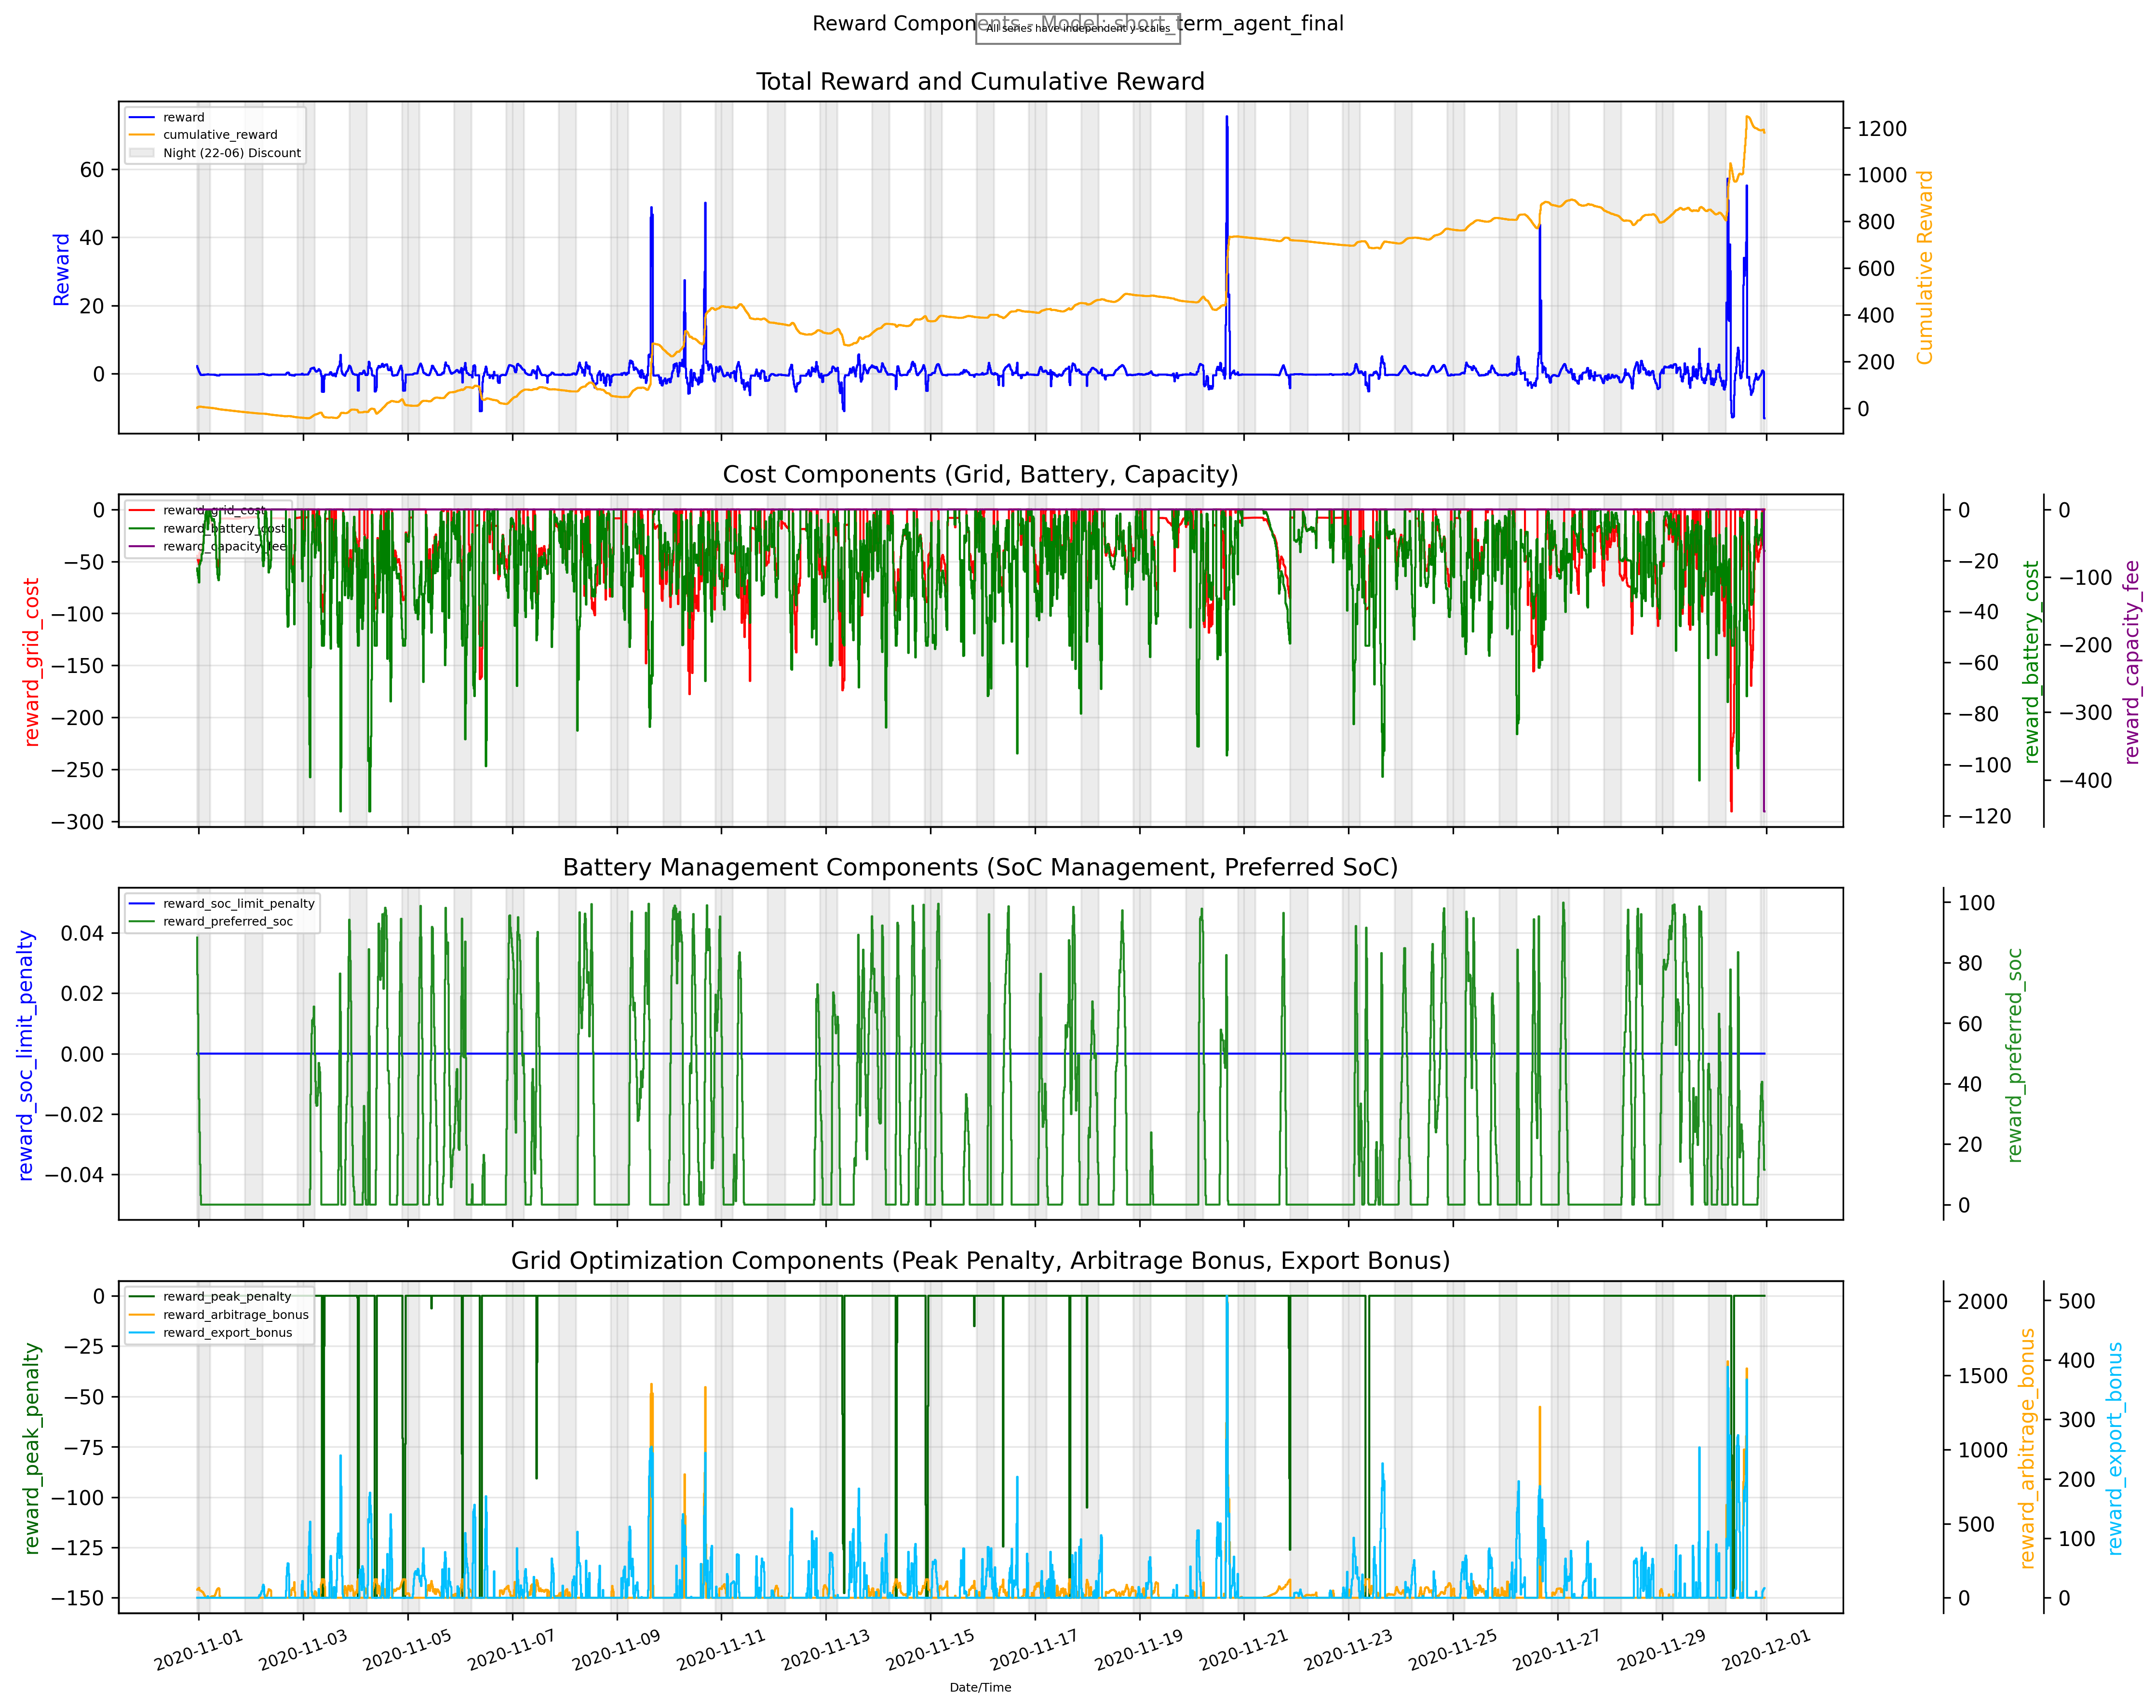 Reward Components - Model: short_term_agent_final
All series have independent y-scales
Total Reward and Cumulative Reward
reward
cumulative_reward
Night (22-06) Discount
Reward
60
40
20
0
1200
1000
800
600
400
200
0
Cumulative Reward
Cost Components (Grid, Battery, Capacity)
reward_grid_cost
reward_battery_cost
reward_capacity_fee
reward_grid_cost
0
−50
−100
−150
−200
−250
−300
0
−20
−40
−60
−80
−100
−120
reward_battery_cost
0
−100
−200
−300
−400
reward_capacity_fee
Battery Management Components (SoC Management, Preferred SoC)
reward_soc_limit_penalty
reward_preferred_soc
reward_soc_limit_penalty
0.04
0.02
0.00
−0.02
−0.04
100
80
60
40
20
0
reward_preferred_soc
Grid Optimization Components (Peak Penalty, Arbitrage Bonus, Export Bonus)
reward_peak_penalty
reward_arbitrage_bonus
reward_export_bonus
reward_peak_penalty
0
−25
−50
−75
−100
−125
−150
2000
1500
1000
500
0
reward_arbitrage_bonus
500
400
300
200
100
0
reward_export_bonus
2020-11-01
2020-11-03
2020-11-05
2020-11-07
2020-11-09
2020-11-11
2020-11-13
2020-11-15
2020-11-17
2020-11-19
2020-11-21
2020-11-23
2020-11-25
2020-11-27
2020-11-29
2020-12-01
Date/Time